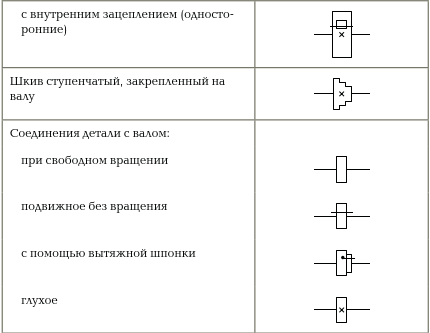 с внутренним зацеплением (односто-
ронние)
Шкив ступенчатый, закрепленный на
валу
Соединения детали с валом:
при свободном вращении
подвижное без вращения
с помощью вытяжной шпонки
глухое